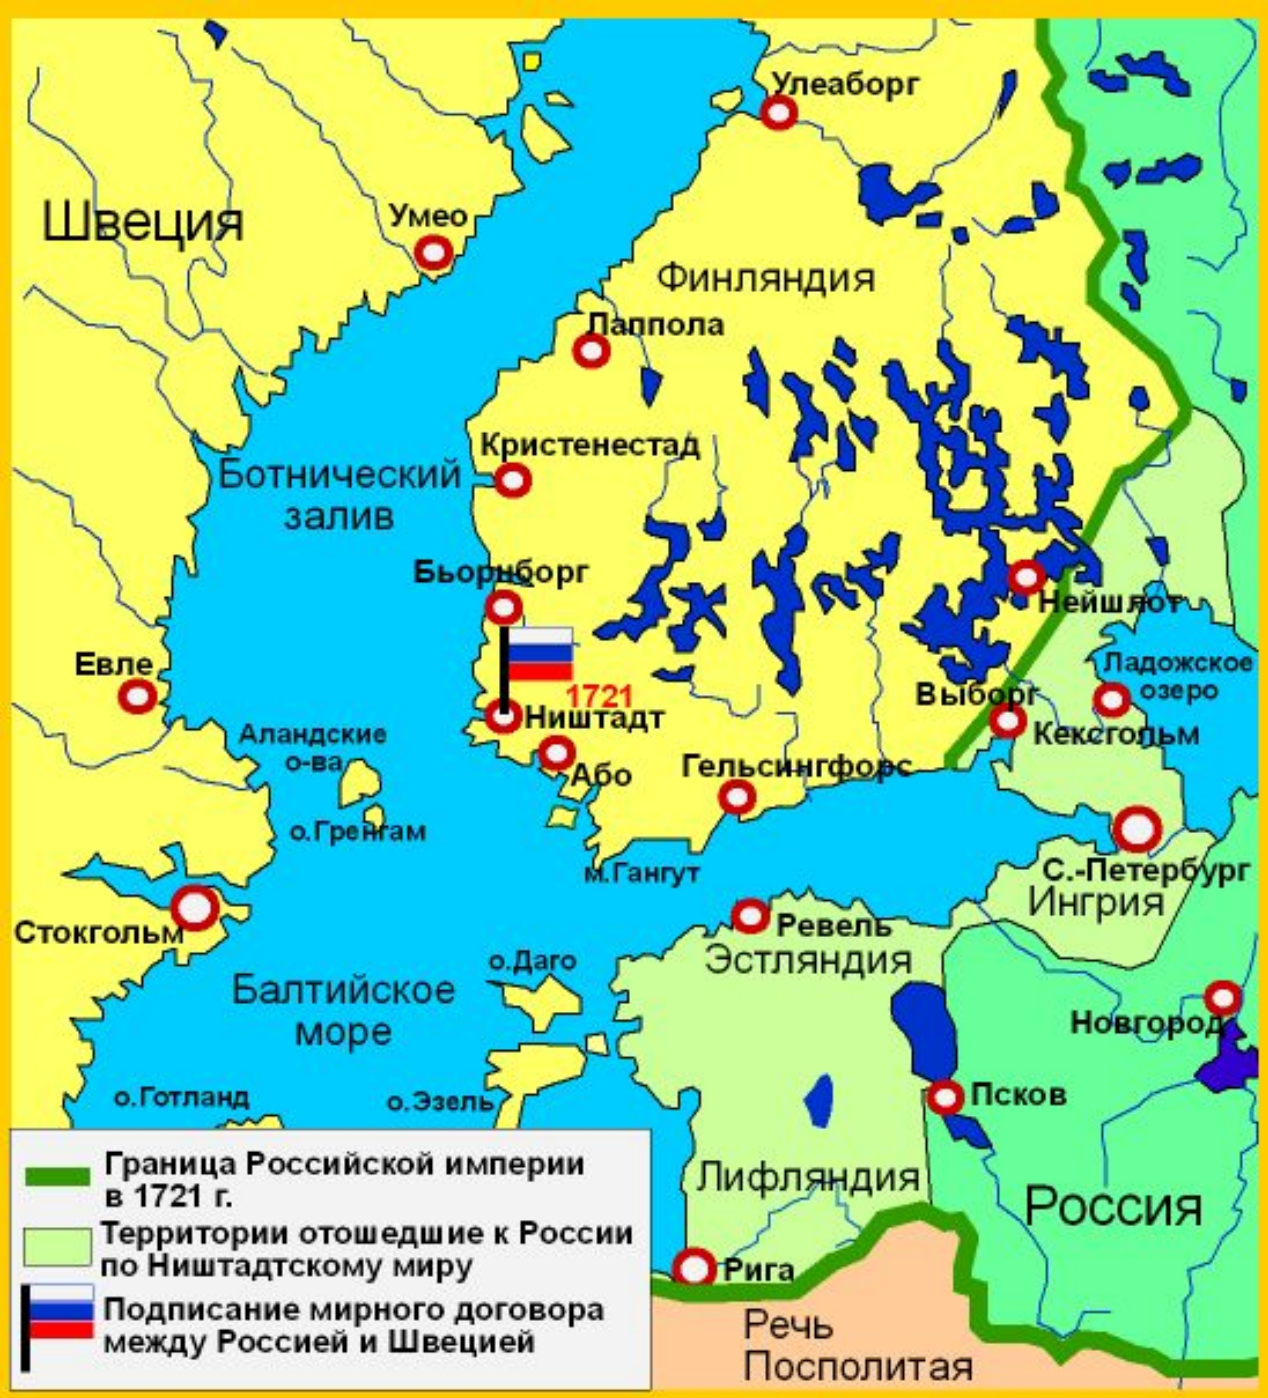 Улеаборг
Швеция
Умео
Финляндия
Лаппола
Кристенестад
Ботнический
залив
Бьорнборг
Нейшлот
Евле
Ладожское
озеро
1721
Выборг
Ништадт
Кексгольм
Аландские
о-ва
Або
Гельсингфорс
о.Гренгам
м.Гангут
С.-Петербург
Ингрия
Стокгольм
Ревель
Эстляндия
о.Даго
Балтийское
море
Новгород
о.Готланд
о.Эзель
Псков
Лифляндия
Россия
Рига
Речь
Посполитая
Граница Российской империи
в 1721 г.
Территории отошедшие к России
по Ништадтскому миру
Подписание мирного договора
между Россией и Швецией